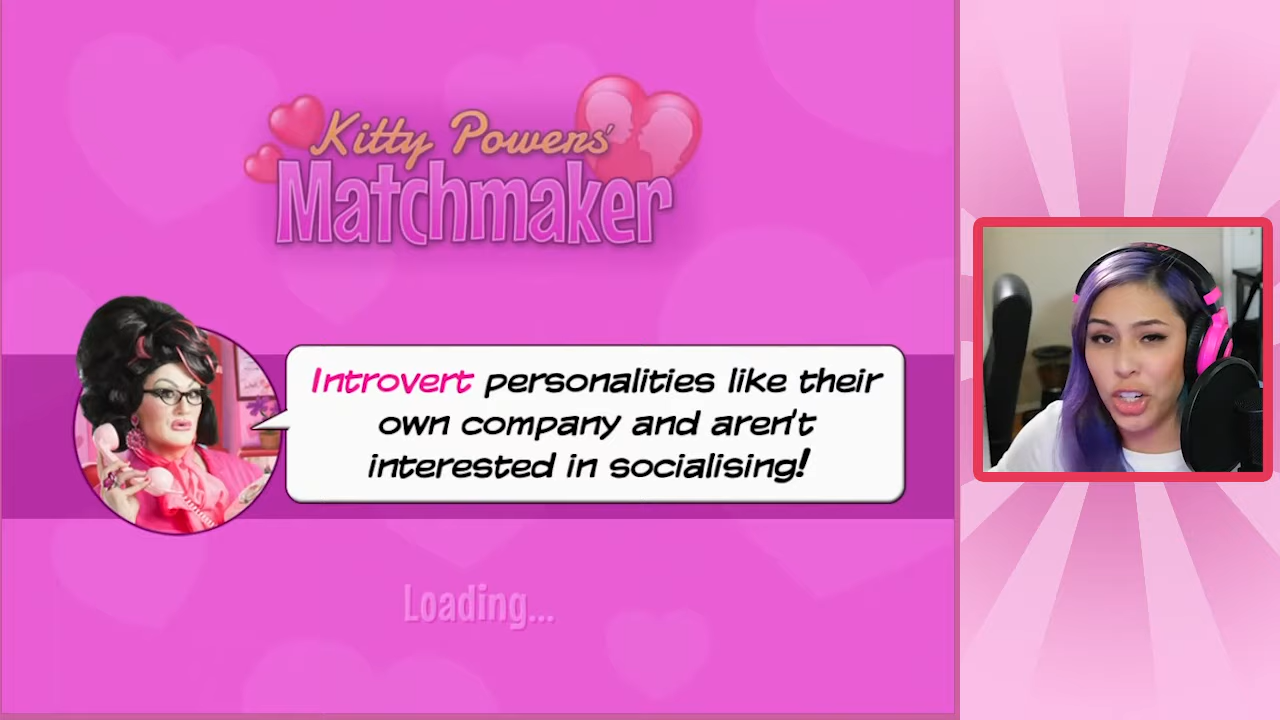 Kitty Powers'
Matchmaker
Introvert personalities like their
own company and aren't
interested in socialising!
Loading...